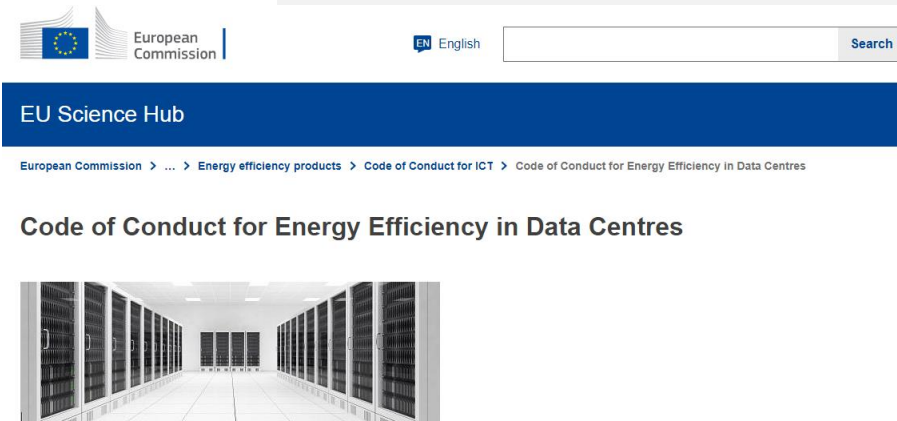 European
Commission
EN English
Search
EU Science Hub
European Commission > ... > Energy efficiency products > Code of Conduct for ICT > Code of Conduct for Energy Efficiency in Data Centres
Code of Conduct for Energy Efficiency in Data Centres